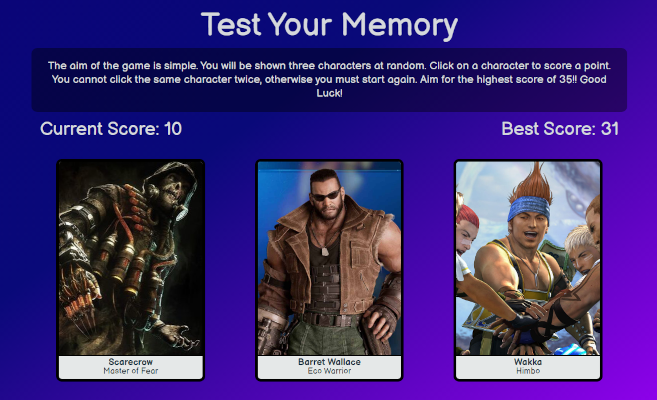 Test Your Memory
The aim of the game is simple. You will be shown three characters at random. Click on a character to score a point.
You cannot click the same character twice, otherwise you must start again. Aim for the highest score of 35!! Good
Luck!
Current Score: 10
Best Score: 31
Scarecrow
Master of Fear
Barret Wallace
Eco Warrior
Wakka
Himbo